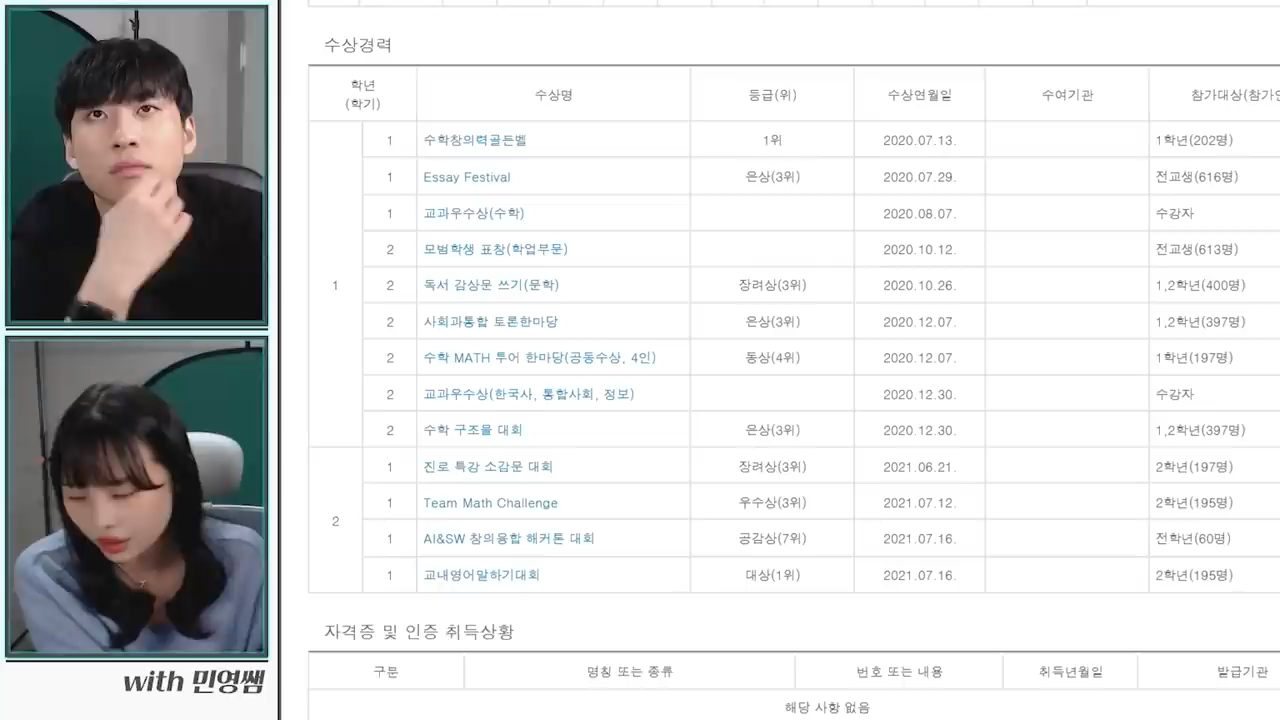 수상경력
학년 (학기) 수상명 등급(위) 수상연월일 수여기관 참가대상(참가인
1 1 수학창의력골든벨 1위 2020.07.13. 1학년(202명)
1 Essay Festival 은상(3위) 2020.07.29. 전교생(616명)
1 교과우수상(수학) 2020.08.07. 수강자
2 모범학생 표창(학업부문) 2020.10.12. 전교생(613명)
2 독서 감상문 쓰기(문학) 장려상(3위) 2020.10.26. 1,2학년(400명)
2 사회과통합 토론한마당 은상(3위) 2020.12.07. 1,2학년(397명)
2 수학 MATH 투어 한마당(공동수상, 4인) 동상(4위) 2020.12.07. 1학년(197명)
2 교과우수상(한국사, 통합사회, 정보) 2020.12.30. 수강자
2 수학 구조물 대회 은상(3위) 2020.12.30. 1,2학년(397명)
2 1 진로 특강 소감문 대회 장려상(3위) 2021.06.21. 2학년(197명)
1 Team Math Challenge 우수상(3위) 2021.07.12. 2학년(195명)
1 AI&SW 창의융합 해커톤 대회 공감상(7위) 2021.07.16. 전학년(60명)
1 교내영어말하기대회 대상(1위) 2021.07.16. 2학년(195명)
자격증 및 인증 취득상황
구분 명칭 또는 종류 번호 또는 내용 취득년월일 발급기관
해당 사항 없음
with 민영쌤